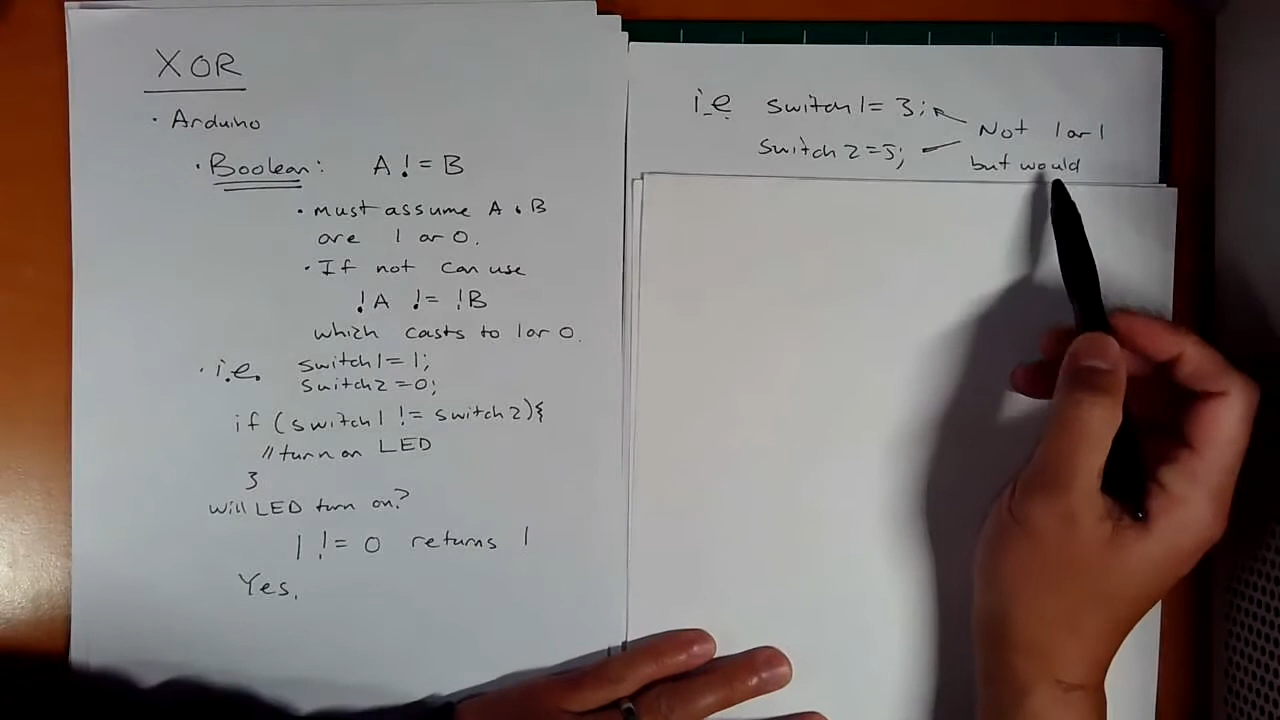 XOR
· Arduino
· Boolean: A != B
· must assume A & B
are 1 or 0.
· If not can use
!A != !B
which casts to 1 or 0.
· i.e. switch1 = 1;
switch2 = 0;
if (switch1 != switch2){
// turn on LED
}
Will LED turn on?
1 != 0 returns 1
Yes.
i.e switch1 = 3;
switch2 = 5;
Not 1 or 1
but would